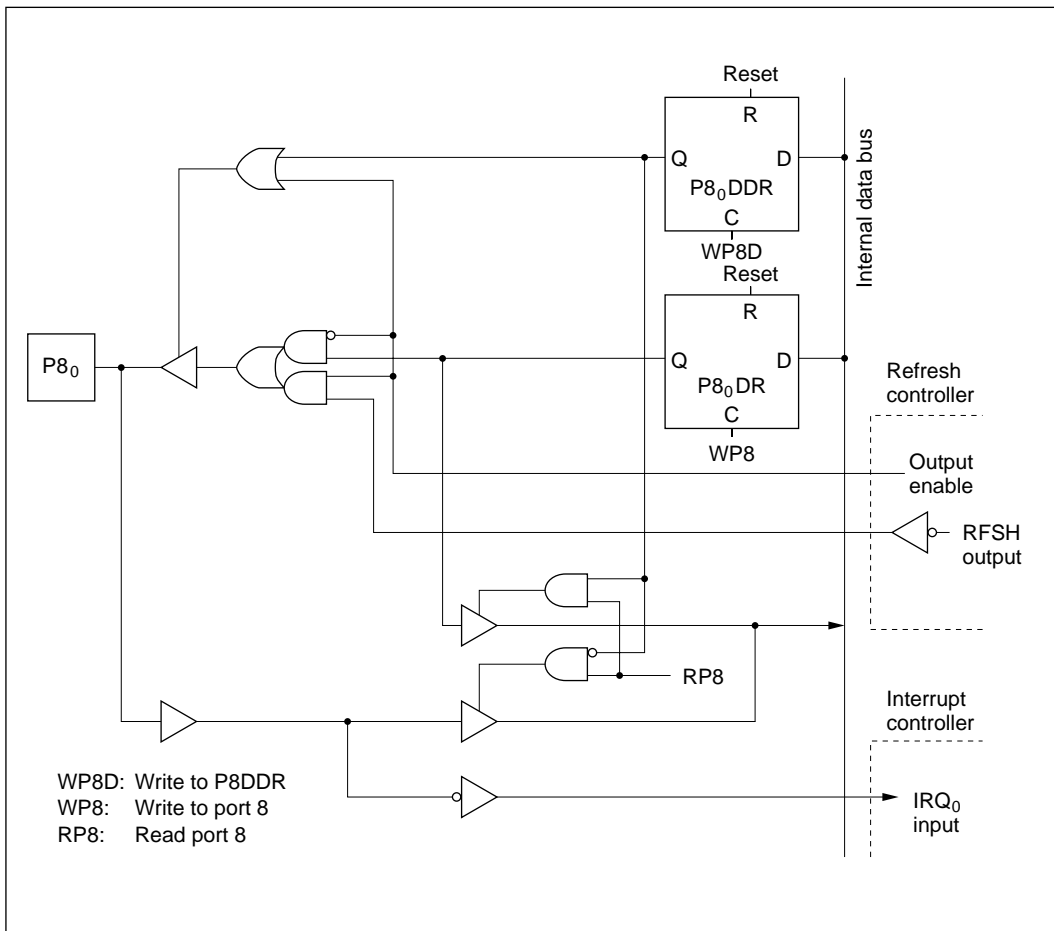 Reset
R
Q D
P8₀DDR
C
WP8D
Reset
R
Q D
P8₀DR
C
WP8
Internal data bus
P8₀
Refresh
controller
Output
enable
RFSH
output
RP8
Interrupt
controller
IRQ₀
input
WP8D: Write to P8DDR
WP8: Write to port 8
RP8: Read port 8